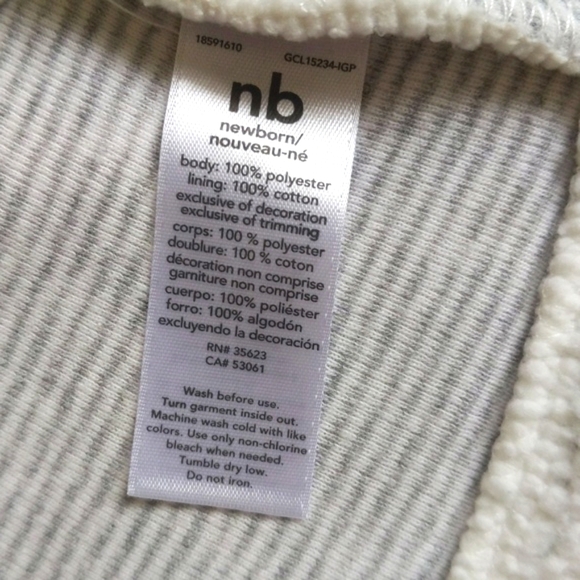 18591610 GCL15234-IGP
nb
newborn/
nouveau-né
body: 100% polyester
lining: 100% cotton
exclusive of decoration
exclusive of trimming
corps: 100 % polyester
doublure: 100 % coton
décoration non comprise
garniture non comprise
cuerpo: 100% poliéster
forro: 100% algodón
excluyendo la decoración
RN# 35623
CA# 53061
Wash before use.
Turn garment inside out.
Machine wash cold with like
colors. Use only non-chlorine
bleach when needed.
Tumble dry low.
Do not iron.